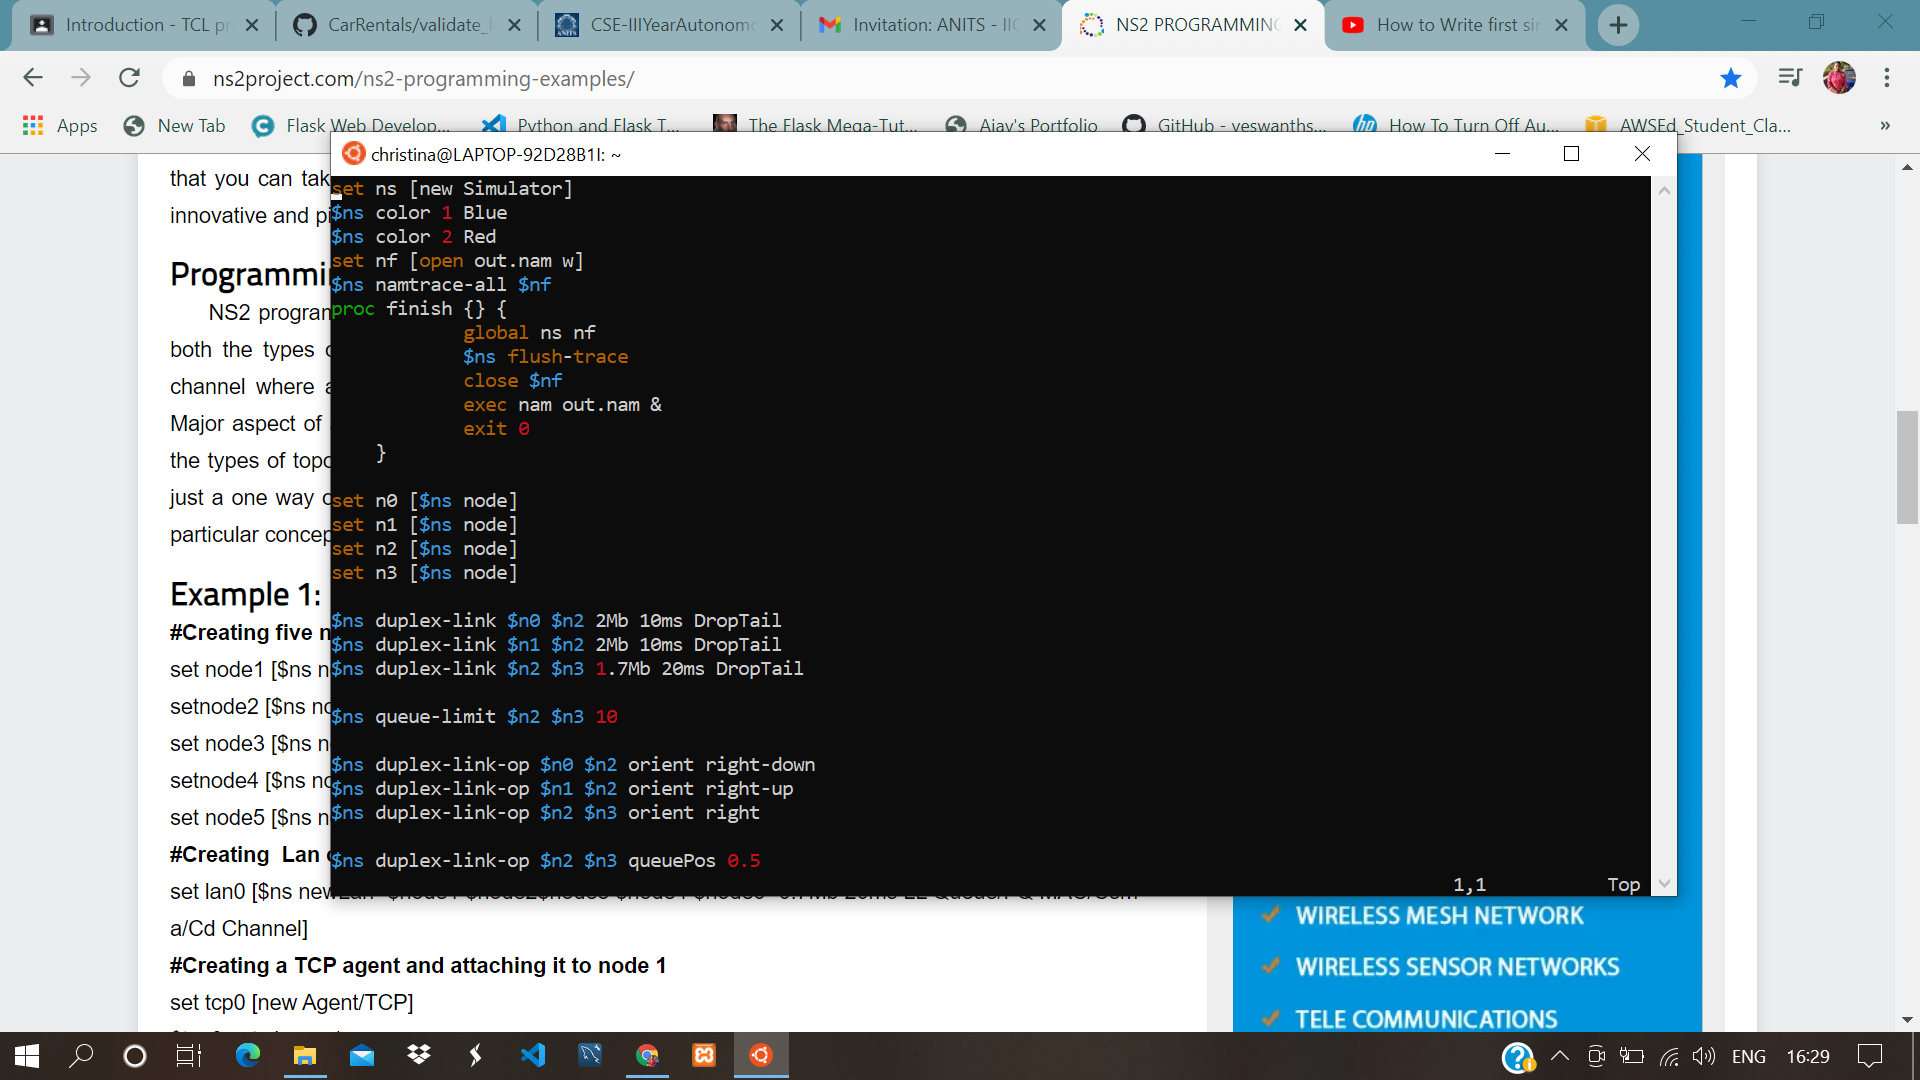 Introduction - TCL pr
CarRentals/validate_l
CSE-IIIYearAutonomo
Invitation: ANITS - IIC
NS2 PROGRAMMING
How to Write first sim
ns2project.com/ns2-programming-examples/
Apps
New Tab
Flask Web Develop...
Python and Flask T...
The Flask Mega-Tut...
Ajay's Portfolio
GitHub - yeswanths...
How To Turn Off Au...
AWSEd_Student_Cla...
»
christina@LAPTOP-92D28B1I: ~
set ns [new Simulator]
$ns color 1 Blue
$ns color 2 Red
set nf [open out.nam w]
$ns namtrace-all $nf
proc finish {} {
global ns nf
$ns flush-trace
close $nf
exec nam out.nam &
exit 0
}
set n0 [$ns node]
set n1 [$ns node]
set n2 [$ns node]
set n3 [$ns node]
$ns duplex-link $n0 $n2 2Mb 10ms DropTail
$ns duplex-link $n1 $n2 2Mb 10ms DropTail
$ns duplex-link $n2 $n3 1.7Mb 20ms DropTail
$ns queue-limit $n2 $n3 10
$ns duplex-link-op $n0 $n2 orient right-down
$ns duplex-link-op $n1 $n2 orient right-up
$ns duplex-link-op $n2 $n3 orient right
$ns duplex-link-op $n2 $n3 queuePos 0.5
1,1 Top
that you can tak
innovative and pi
Programmi
NS2 program
both the types o
channel where a
Major aspect of
the types of topo
just a one way o
particular concep
Example 1:
#Creating five n
set node1 [$ns n
setnode2 [$ns no
set node3 [$ns n
setnode4 [$ns no
set node5 [$ns n
#Creating Lan
set lan0 [$ns new
a/Cd Channel]
#Creating a TCP agent and attaching it to node 1
set tcp0 [new Agent/TCP]
WIRELESS MESH NETWORK
WIRELESS SENSOR NETWORKS
TELE COMMUNICATIONS
ENG
16:29